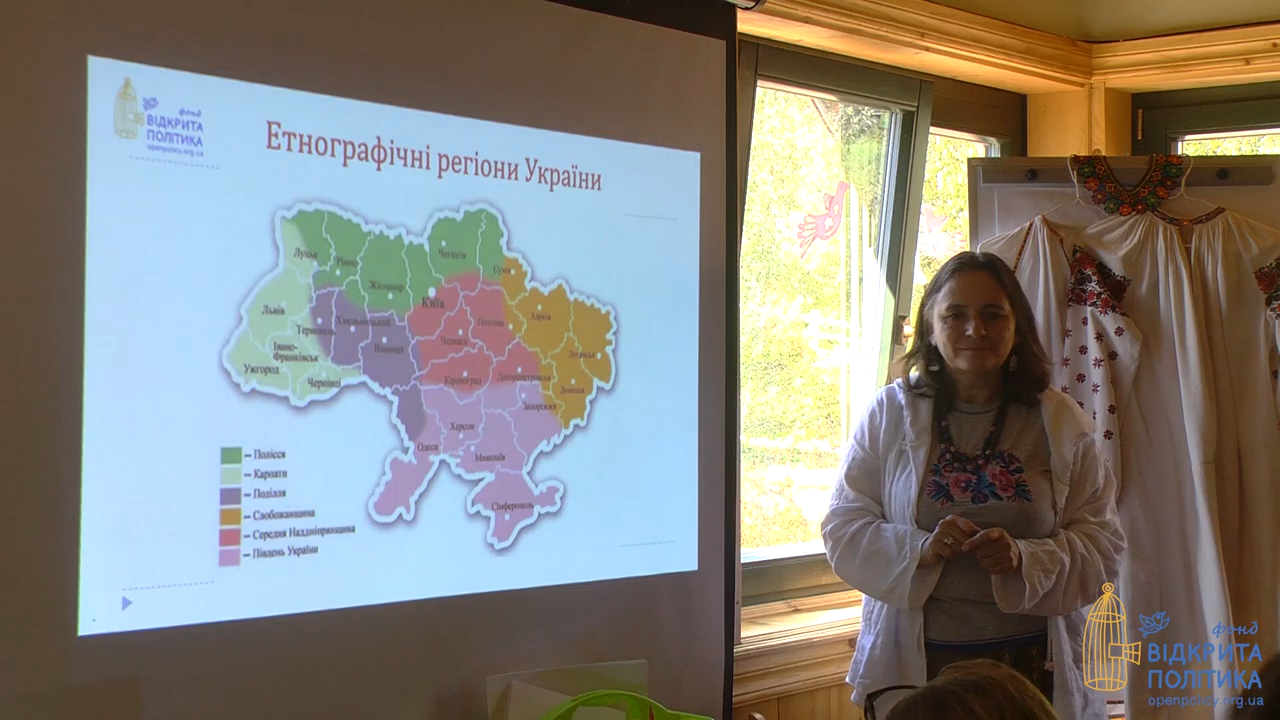 фонд
ВІДКРИТА
ПОЛІТИКА
openpolicy.org.ua
Етнографічні регіони України
Луцьк
Рівне
Житомир
Чернігів
Суми
Київ
Львів
Тернопіль
Хмельницький
Вінниця
Івано-
Франківськ
Ужгород
Чернівці
Черкаси
Полтава
Харків
Луганськ
Кіровоград
Дніпропетровськ
Донецьк
Запоріжжя
Херсон
Одеса
Миколаїв
Сімферополь
– Полісся
– Карпати
– Поділля
– Слобожанщина
– Середня Наддніпрянщина
– Південь України
фонд
ВІДКРИТА
ПОЛІТИКА
openpolicy.org.ua